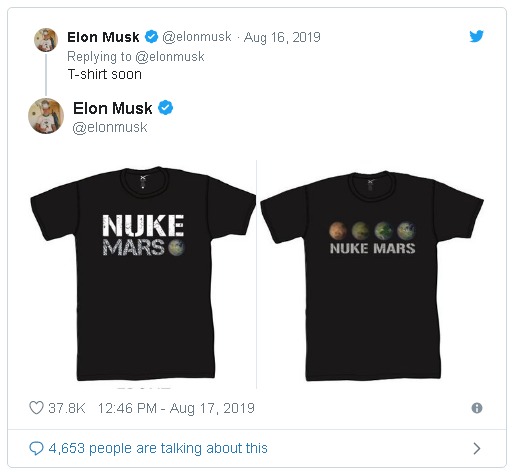 Elon Musk @elonmusk · Aug 16, 2019
Replying to @elonmusk
T-shirt soon
Elon Musk
@elonmusk
NUKE
MARS
NUKE MARS
37.8K 12:46 PM - Aug 17, 2019
4,653 people are talking about this